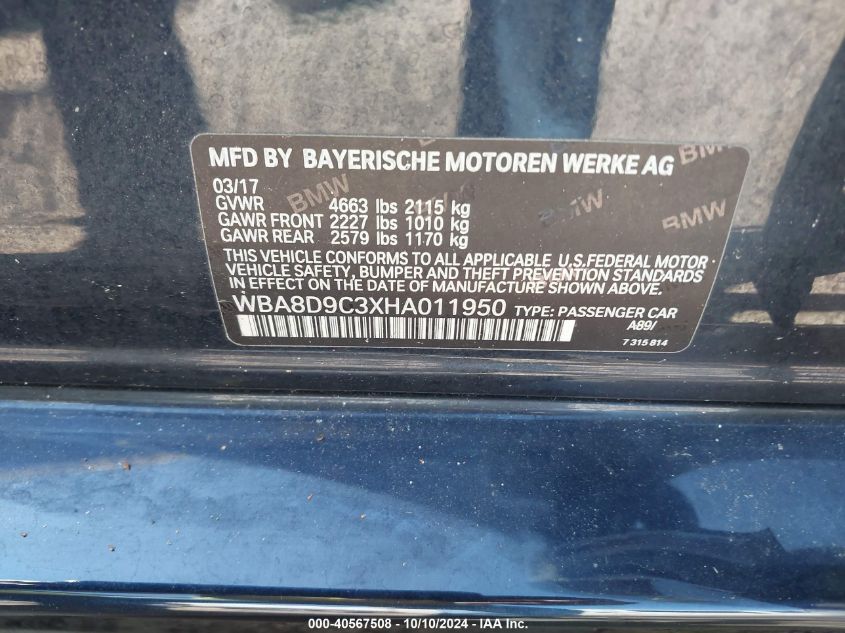 MFD BY BAYERISCHE MOTOREN WERKE AG
BMW
03/17
BMW
GVWR 4663 lbs 2115 kg
BMW
GAWR FRONT 2227 lbs 1010 kg
GAWR REAR 2579 lbs 1170 kg
THIS VEHICLE CONFORMS TO ALL APPLICABLE U.S.FEDERAL MOTOR
VEHICLE SAFETY, BUMPER AND THEFT PREVENTION STANDARDS
IN EFFECT ON THE DATE OF MANUFACTURE SHOWN ABOVE.
WBA8D9C3XHA011950 TYPE: PASSENGER CAR
A89/
7 315 814
000-40567508 - 10/10/2024 - IAA Inc.